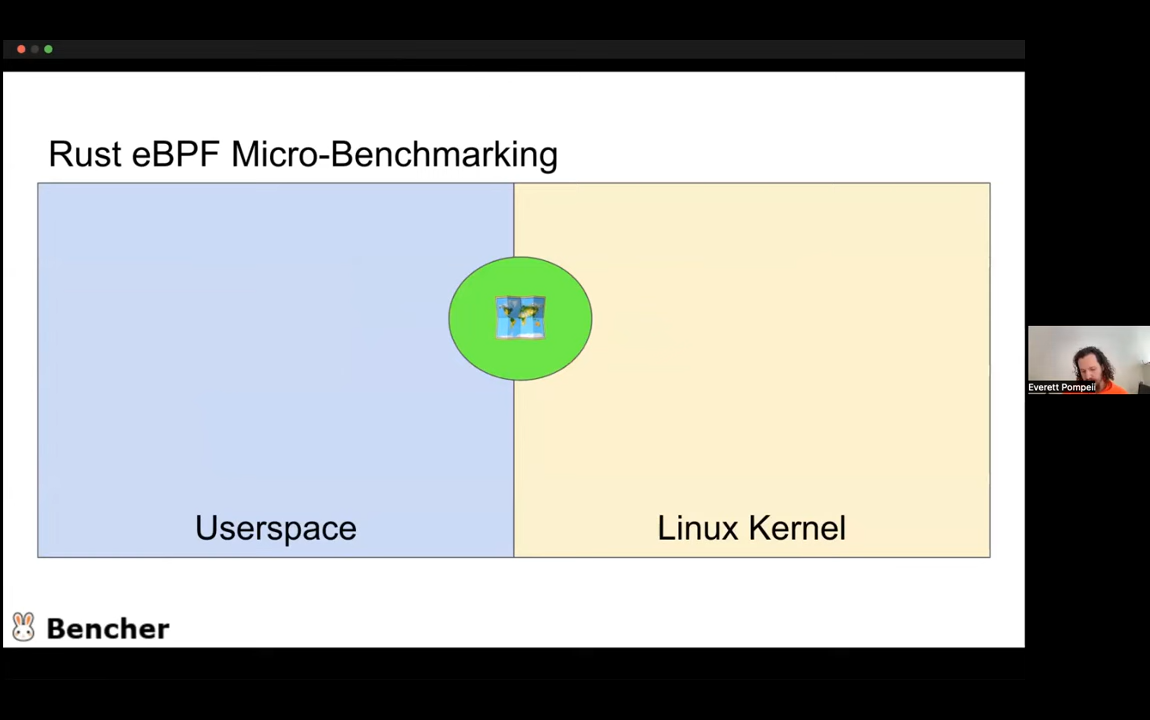 Rust eBPF Micro-Benchmarking
Userspace
Linux Kernel
Everett Pompeii
Bencher